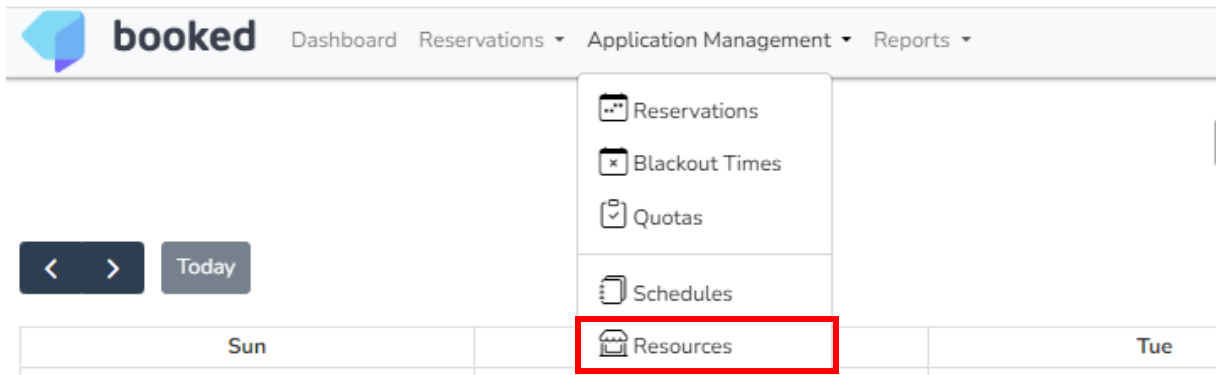 booked Dashboard Reservations Application Management Reports
Reservations
Blackout Times
Quotas
Today
Schedules
Resources
Sun Tue